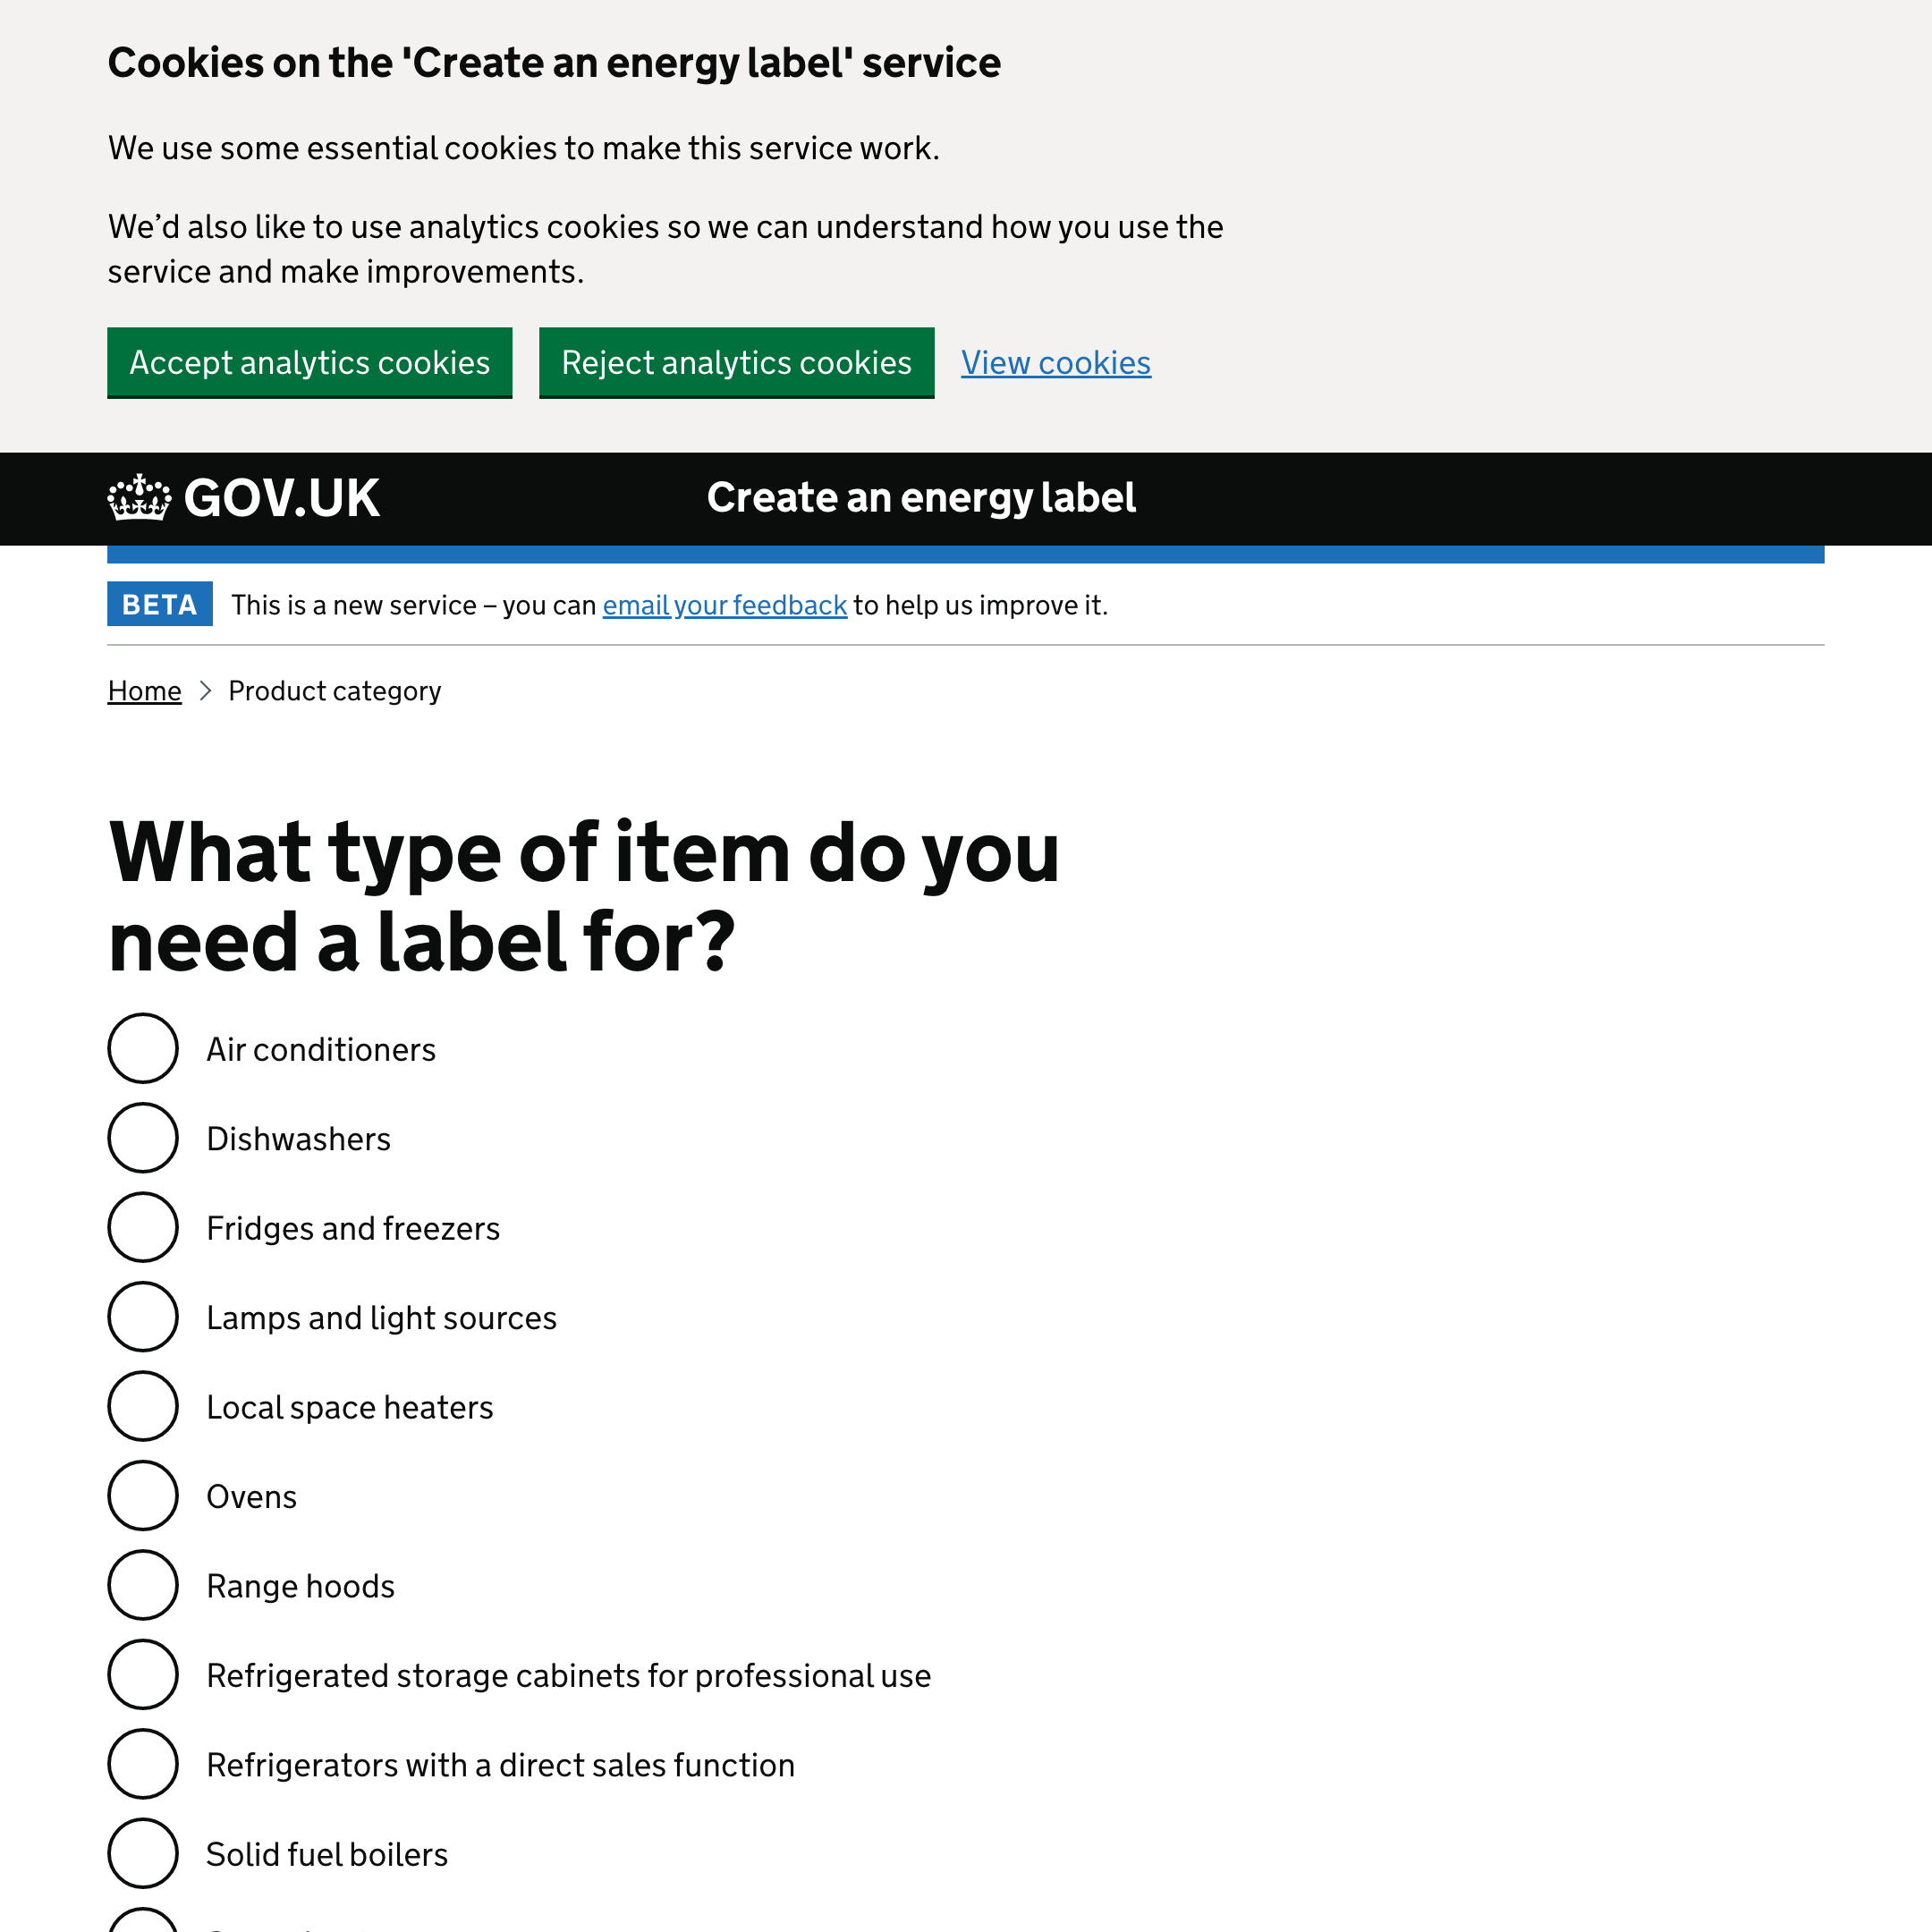 Cookies on the 'Create an energy label' service
We use some essential cookies to make this service work.
We’d also like to use analytics cookies so we can understand how you use the
service and make improvements.
Accept analytics cookies
Reject analytics cookies
View cookies
GOV.UK
Create an energy label
BETA
This is a new service – you can email your feedback to help us improve it.
Home
Product category
What type of item do you
need a label for?
Air conditioners
Dishwashers
Fridges and freezers
Lamps and light sources
Local space heaters
Ovens
Range hoods
Refrigerated storage cabinets for professional use
Refrigerators with a direct sales function
Solid fuel boilers